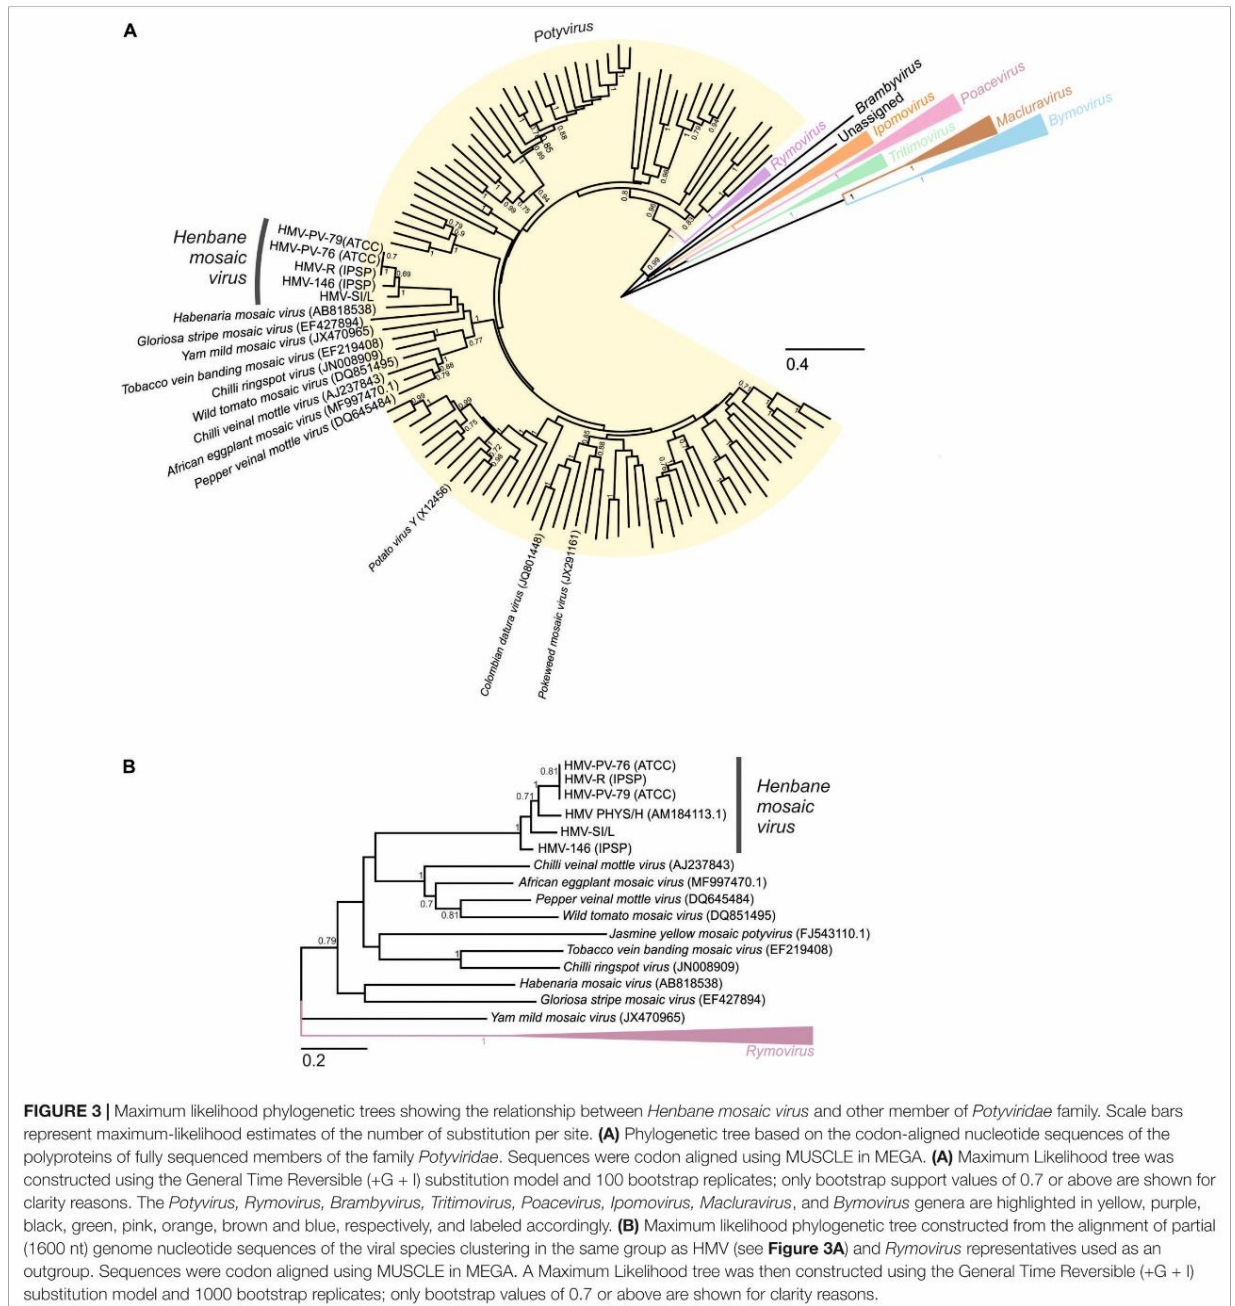 A
Potyvirus
Brambyvirus
Unassigned
Rymovirus
Ipomovirus
Poacevirus
Tritimovirus
Macluravirus
Bymovirus
Henbane
mosaic
virus
HMV-PV-79(ATCC)
HMV-PV-76 (ATCC)
HMV-R (IPSP)
HMV-146 (IPSP)
HMV-SI/L
Habenaria mosaic virus (AB818538)
Gloriosa stripe mosaic virus (EF427894)
Yam mild mosaic virus (JX470965)
Tobacco vein banding mosaic virus (EF219408)
Chilli ringspot virus (JN008909)
Wild tomato mosaic virus (DQ851495)
Chilli veinal mottle virus (AJ237843)
African eggplant mosaic virus (MF997470.1)
Pepper veinal mottle virus (DQ645484)
Potato virus Y (X12456)
Colombian datura virus (JQ801448)
Pokeweed mosaic virus (JX291161)
0.4
B
HMV-PV-76 (ATCC)
0.81
HMV-R (IPSP)
1
HMV-PV-79 (ATCC)
0.71
HMV PHYS/H (AM184113.1)
1
HMV-SI/L
HMV-146 (IPSP)
Henbane
mosaic
virus
Chilli veinal mottle virus (AJ237843)
1
African eggplant mosaic virus (MF997470.1)
0.7
Pepper veinal mottle virus (DQ645484)
0.81
Wild tomato mosaic virus (DQ851495)
Jasmine yellow mosaic potyvirus (FJ543110.1)
0.79
Tobacco vein banding mosaic virus (EF219408)
1
Chilli ringspot virus (JN008909)
Habenaria mosaic virus (AB818538)
Gloriosa stripe mosaic virus (EF427894)
Yam mild mosaic virus (JX470965)
1
Rymovirus
0.2
FIGURE 3 | Maximum likelihood phylogenetic trees showing the relationship between Henbane mosaic virus and other member of Potyviridae family. Scale bars
represent maximum-likelihood estimates of the number of substitution per site. (A) Phylogenetic tree based on the codon-aligned nucleotide sequences of the
polyproteins of fully sequenced members of the family Potyviridae. Sequences were codon aligned using MUSCLE in MEGA. (A) Maximum Likelihood tree was
constructed using the General Time Reversible (+G + I) substitution model and 100 bootstrap replicates; only bootstrap support values of 0.7 or above are shown for
clarity reasons. The Potyvirus, Rymovirus, Brambyvirus, Tritimovirus, Poacevirus, Ipomovirus, Macluravirus, and Bymovirus genera are highlighted in yellow, purple,
black, green, pink, orange, brown and blue, respectively, and labeled accordingly. (B) Maximum likelihood phylogenetic tree constructed from the alignment of partial
(1600 nt) genome nucleotide sequences of the viral species clustering in the same group as HMV (see Figure 3A) and Rymovirus representatives used as an
outgroup. Sequences were codon aligned using MUSCLE in MEGA. A Maximum Likelihood tree was then constructed using the General Time Reversible (+G + I)
substitution model and 1000 bootstrap replicates; only bootstrap values of 0.7 or above are shown for clarity reasons.